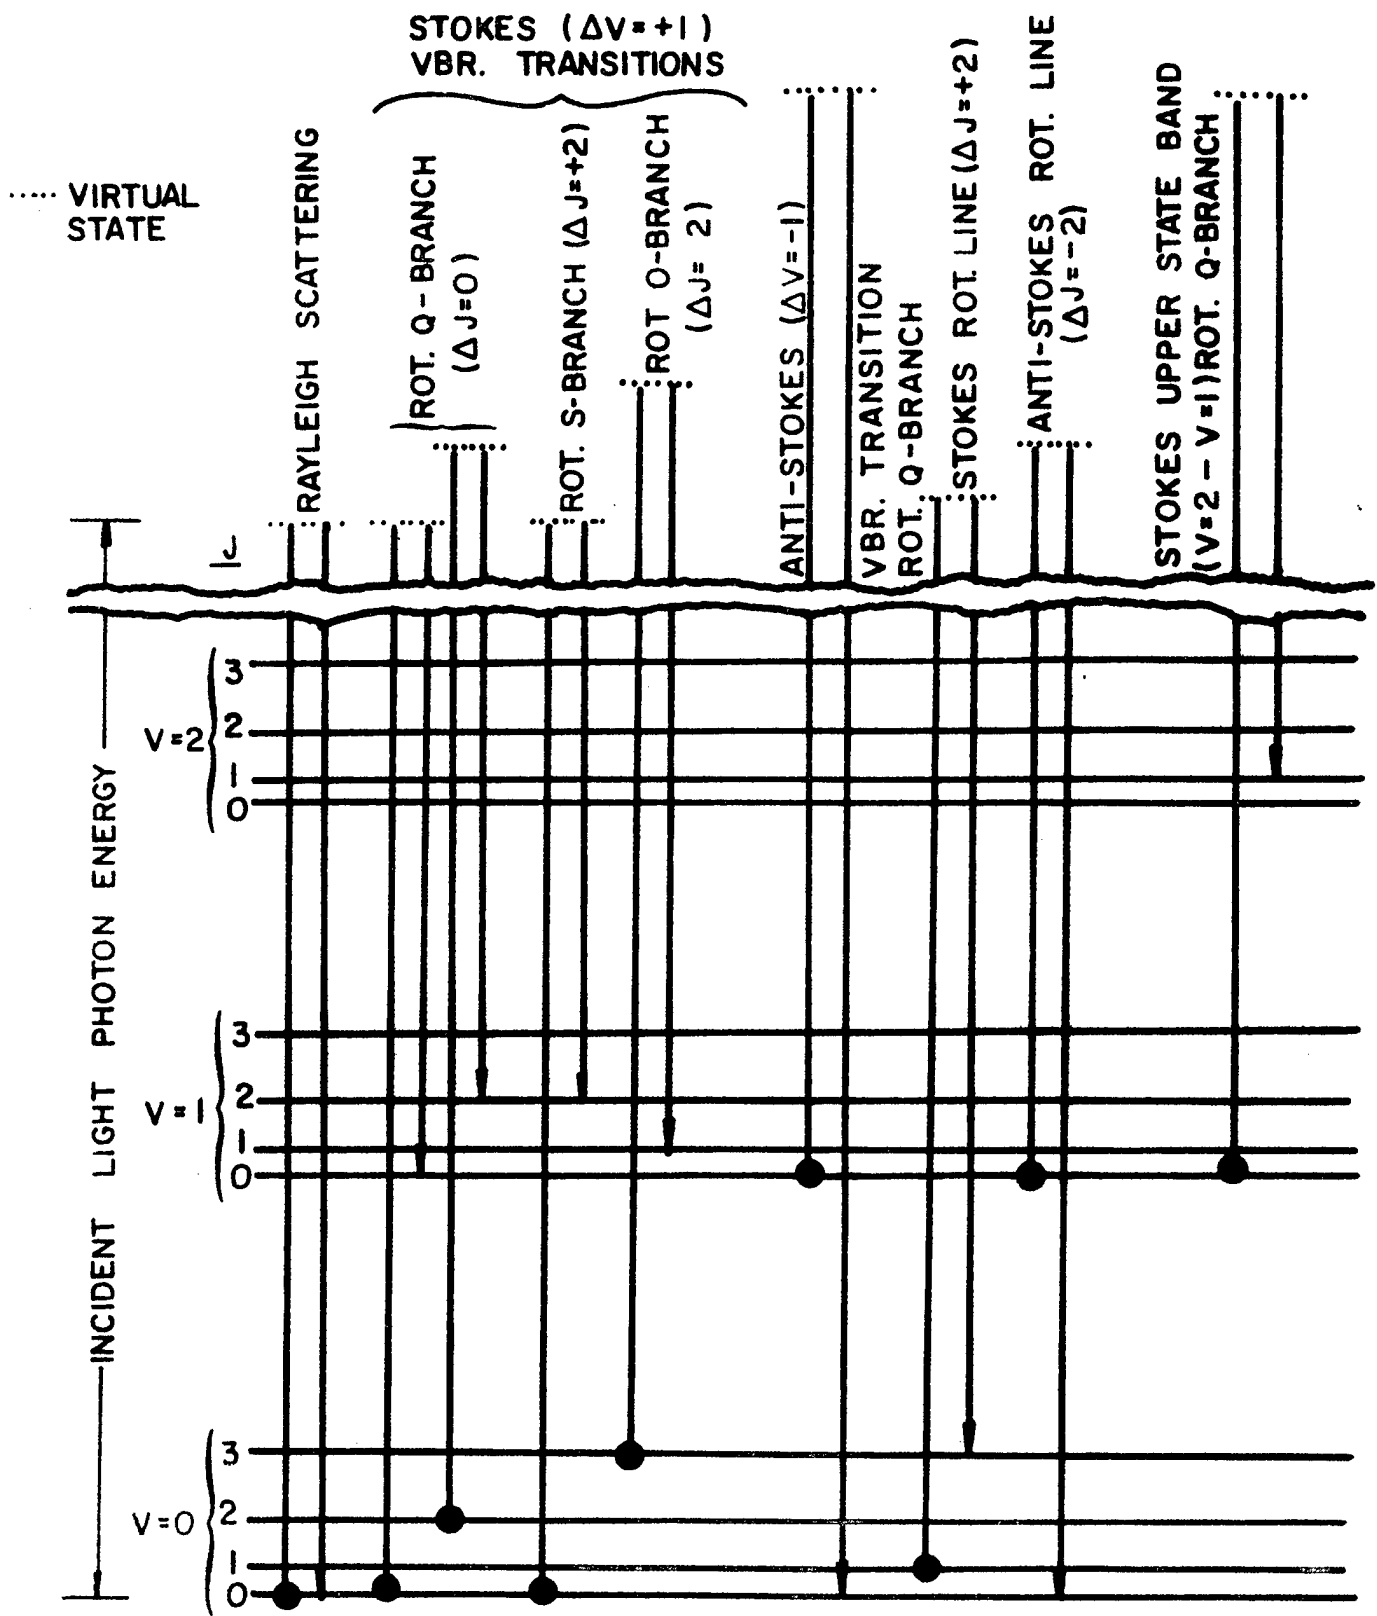 STOKES (ΔV=+1)
VBR. TRANSITIONS
..... VIRTUAL
STATE
RAYLEIGH SCATTERING
ROT. Q-BRANCH
(ΔJ=0)
ROT. S-BRANCH (ΔJ=+2)
ROT O-BRANCH
(ΔJ= 2)
ANTI-STOKES (ΔV=-1)
VBR. TRANSITION
ROT. Q-BRANCH
STOKES ROT. LINE (ΔJ=+2)
ANTI-STOKES ROT. LINE
(ΔJ=-2)
STOKES UPPER STATE BAND
(V=2 - V=1) ROT. Q-BRANCH
INCIDENT LIGHT PHOTON ENERGY
V=2
3
2
1
0
V=1
3
2
1
0
V=0
3
2
1
0